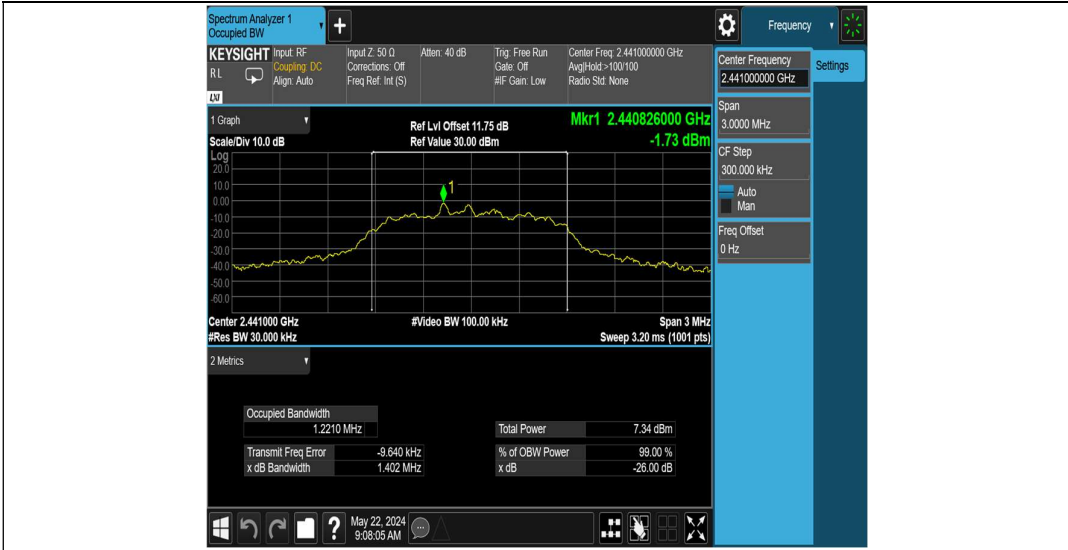 Spectrum Analyzer 1
Occupied BW
+
Frequency
KEYSIGHT
RL
LXI
Input: RF
Coupling: DC
Align: Auto
Input Z: 50 Ω
Corrections: Off
Freq Ref: Int (S)
Atten: 40 dB
Trig: Free Run
Gate: Off
#IF Gain: Low
Center Freq: 2.441000000 GHz
Avg|Hold:>100/100
Radio Std: None
Center Frequency
2.441000000 GHz
Settings
Span
3.0000 MHz
CF Step
300.000 kHz
Auto
Man
Freq Offset
0 Hz
1 Graph
Scale/Div 10.0 dB
Ref Lvl Offset 11.75 dB
Ref Value 30.00 dBm
Mkr1 2.440826000 GHz
-1.73 dBm
Log
20.0
10.0
0.00
-10.0
-20.0
-30.0
-40.0
-50.0
-60.0
1
Center 2.441000 GHz
#Video BW 100.00 kHz
Span 3 MHz
#Res BW 30.000 kHz
Sweep 3.20 ms (1001 pts)
2 Metrics
Occupied Bandwidth
1.2210 MHz
Total Power 7.34 dBm
Transmit Freq Error -9.640 kHz
% of OBW Power 99.00 %
x dB Bandwidth 1.402 MHz
x dB -26.00 dB
?
May 22, 2024
9:08:05 AM